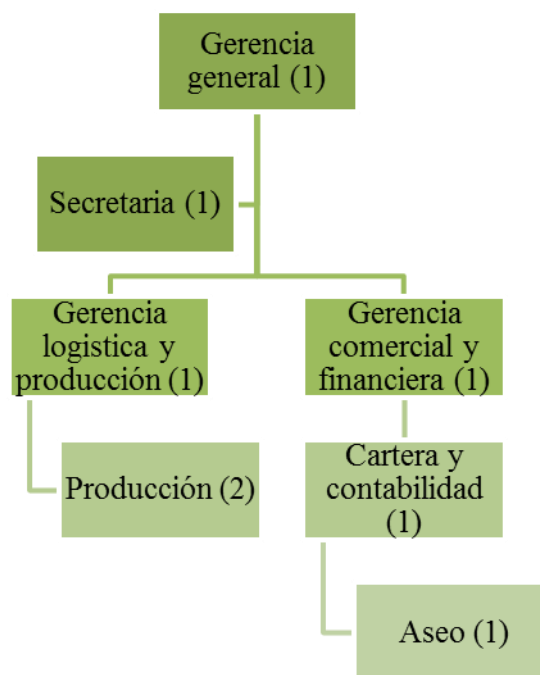 Gerencia
general (1)
Secretaria (1)
Gerencia
logistica y
producción (1)
Gerencia
comercial y
financiera (1)
Producción (2)
Cartera y
contabilidad
(1)
Aseo (1)